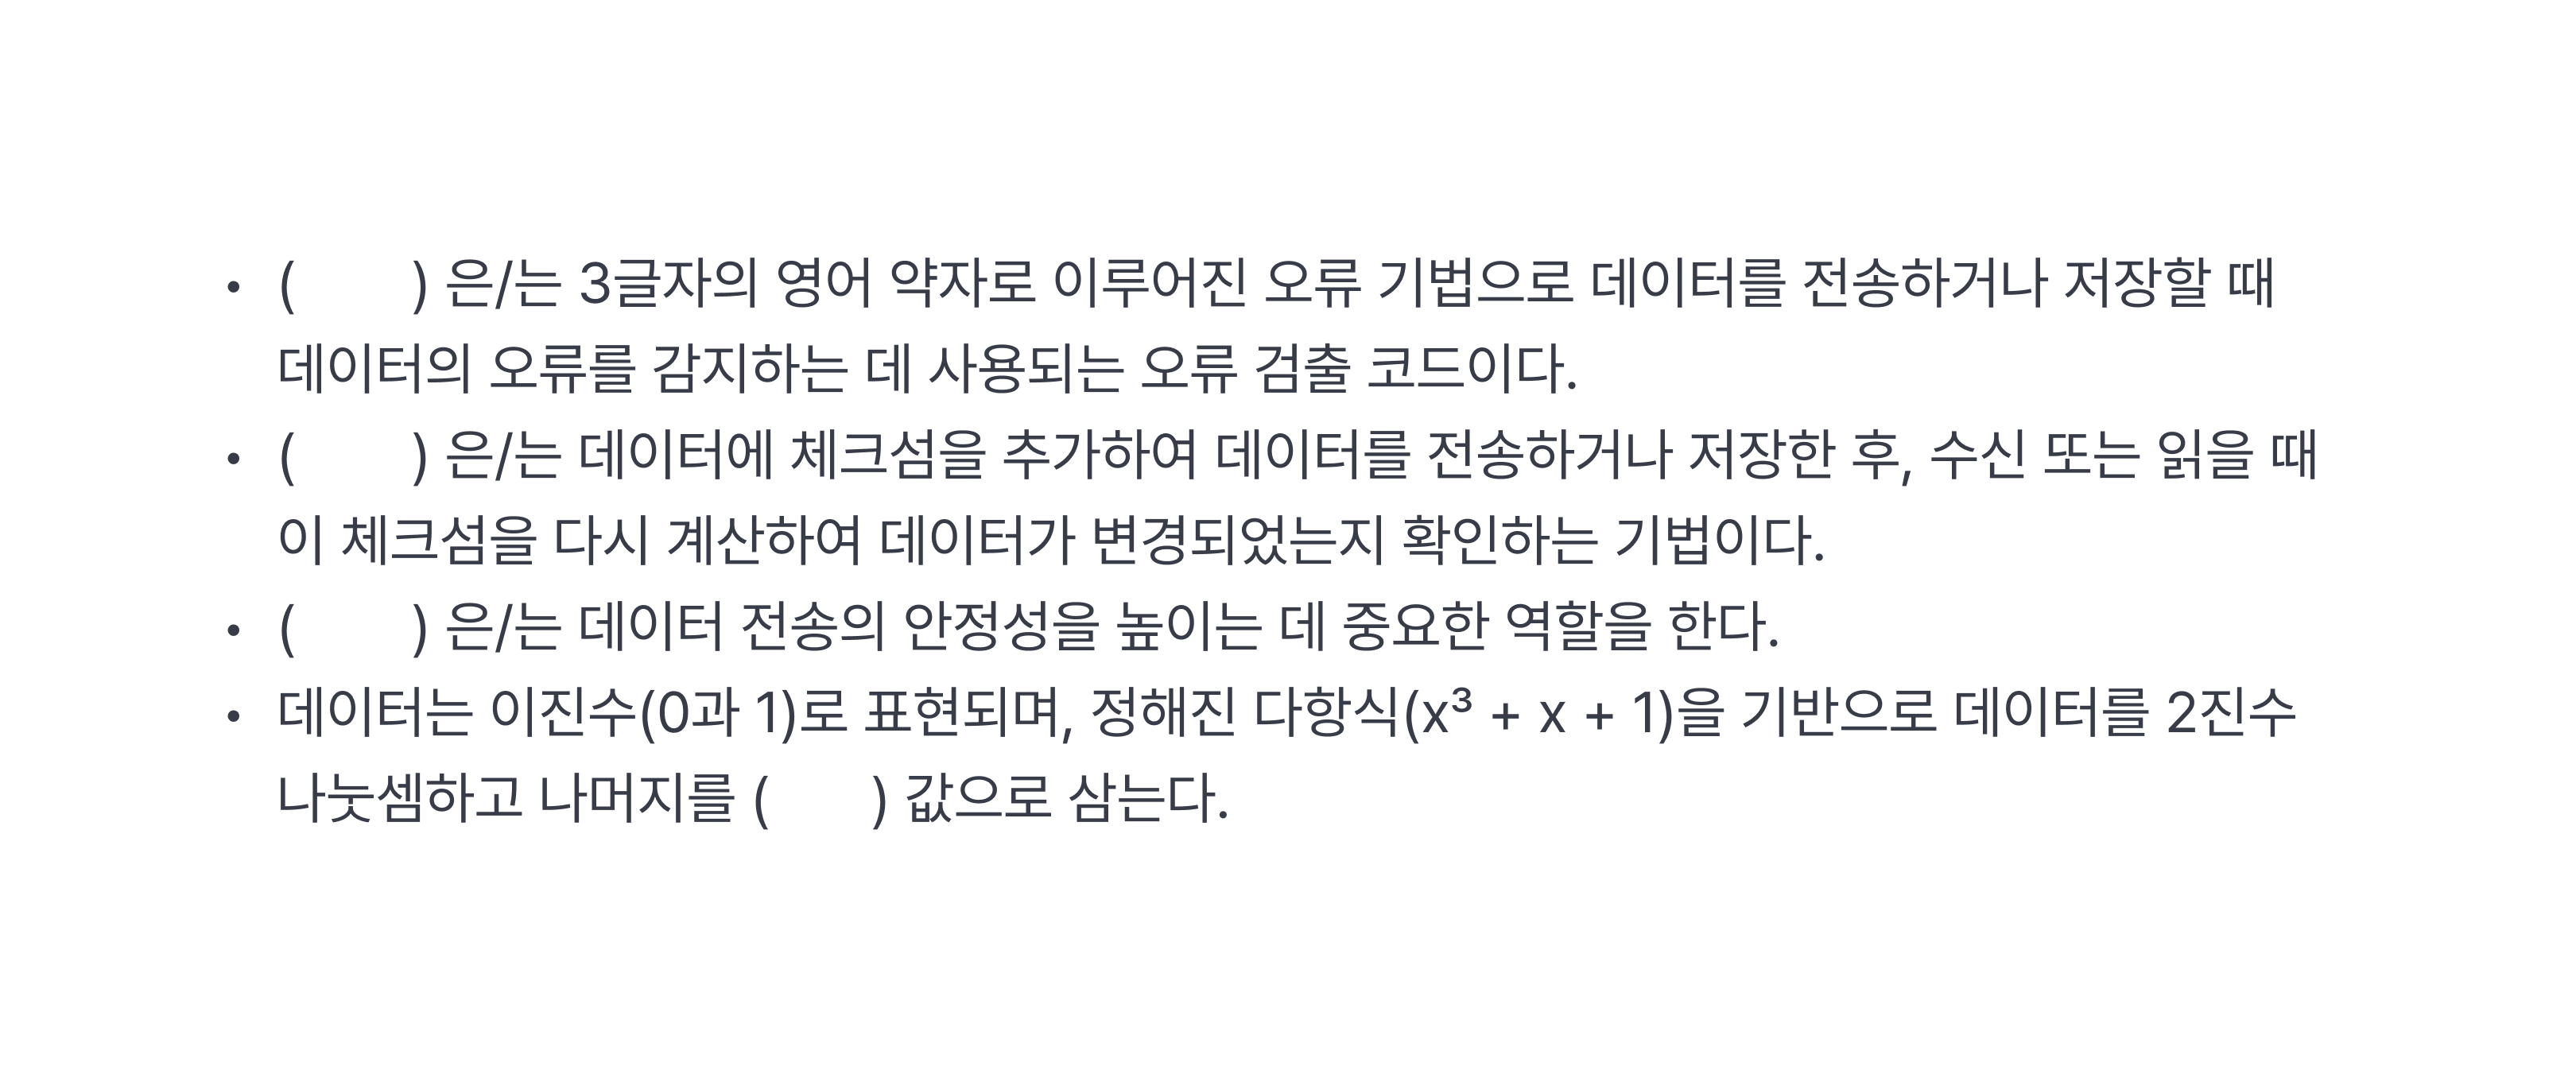 • (       ) 은/는 3글자의 영어 약자로 이루어진 오류 기법으로 데이터를 전송하거나 저장할 때
데이터의 오류를 감지하는 데 사용되는 오류 검출 코드이다.
• (       ) 은/는 데이터에 체크섬을 추가하여 데이터를 전송하거나 저장한 후, 수신 또는 읽을 때
이 체크섬을 다시 계산하여 데이터가 변경되었는지 확인하는 기법이다.
• (       ) 은/는 데이터 전송의 안정성을 높이는 데 중요한 역할을 한다.
• 데이터는 이진수(0과 1)로 표현되며, 정해진 다항식(x³ + x + 1)을 기반으로 데이터를 2진수
나눗셈하고 나머지를 (      ) 값으로 삼는다.